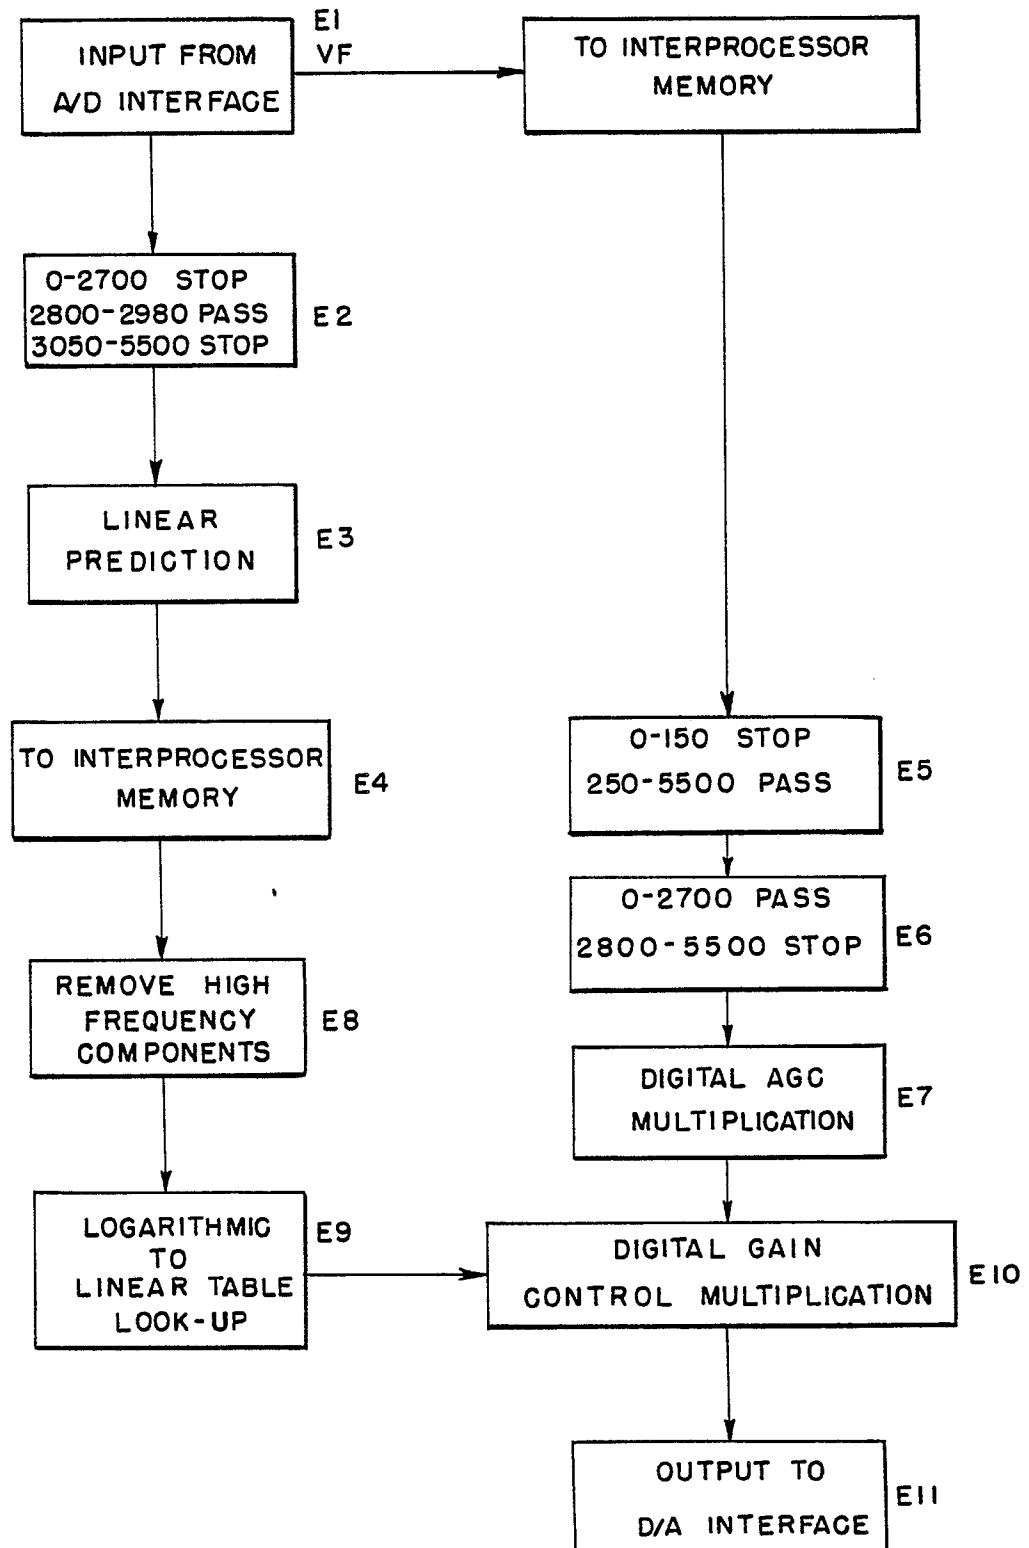 INPUT FROM
A/D INTERFACE
E1
VF
TO INTERPROCESSOR
MEMORY
0-2700 STOP
2800-2980 PASS
3050-5500 STOP
E2
LINEAR
PREDICTION
E3
TO INTERPROCESSOR
MEMORY
E4
0-150 STOP
250-5500 PASS
E5
0-2700 PASS
2800-5500 STOP
E6
REMOVE HIGH
FREQUENCY
COMPONENTS
E8
DIGITAL AGC
MULTIPLICATION
E7
LOGARITHMIC
TO
LINEAR TABLE
LOOK-UP
E9
DIGITAL GAIN
CONTROL MULTIPLICATION
E10
OUTPUT TO
D/A INTERFACE
E11